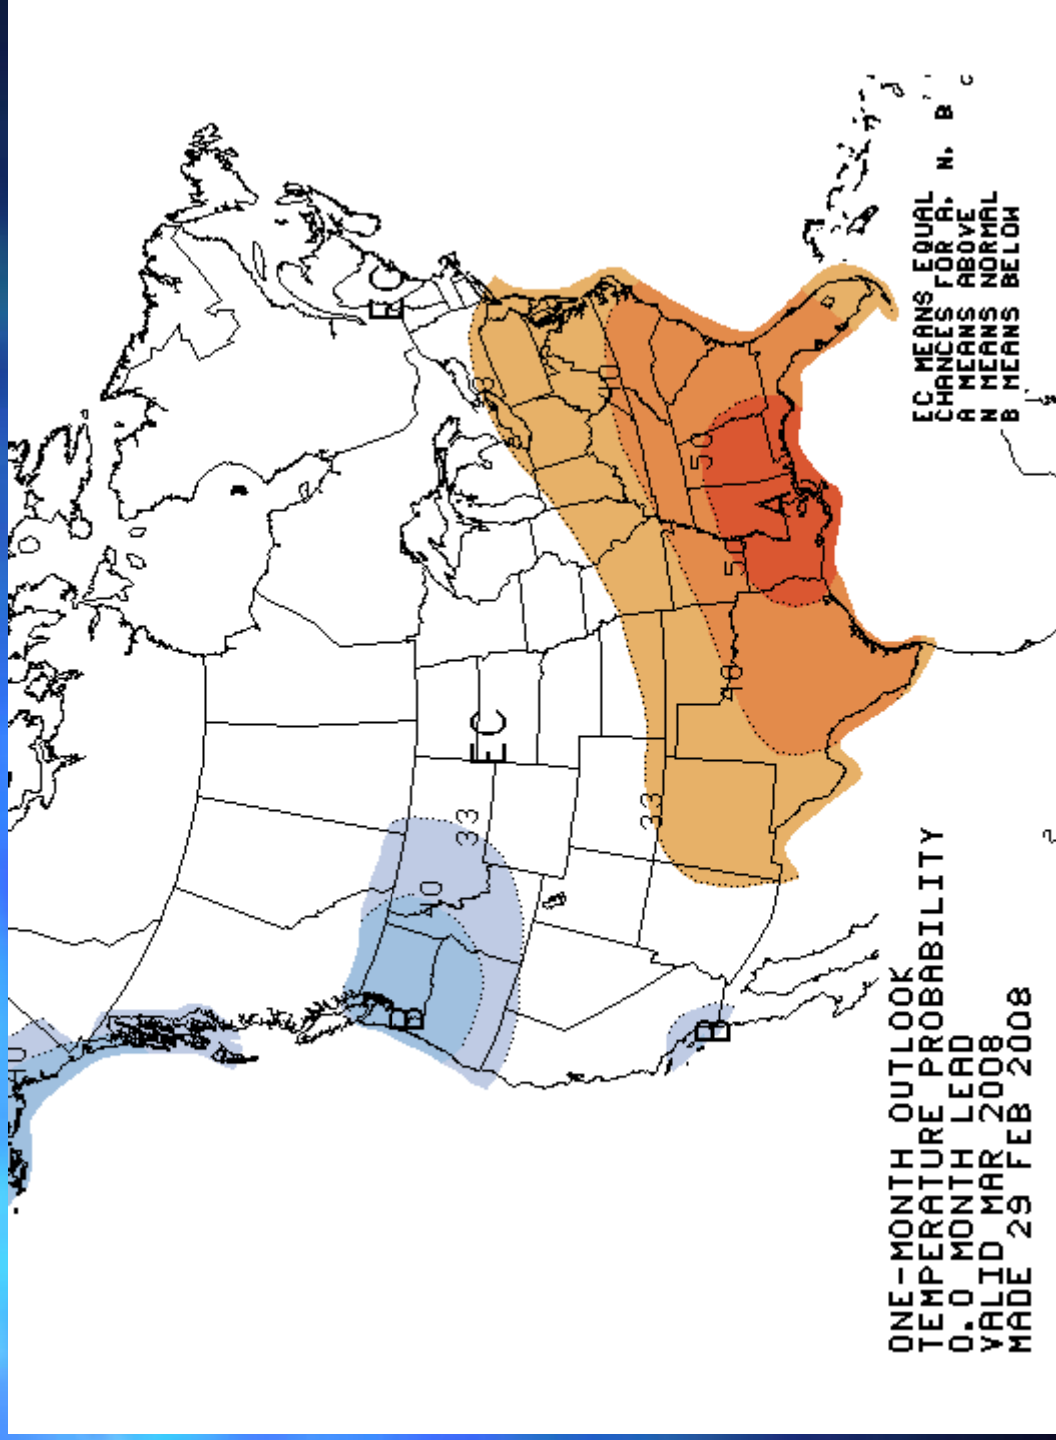 EC
40
B
40
33
EC
33
33
40
40
50
50
A
B
ONE-MONTH OUTLOOK
TEMPERATURE PROBABILITY
0.0 MONTH LEAD
VALID MAR 2008
MADE 29 FEB 2008
EC MEANS EQUAL
CHANCES FOR A, N, B
A MEANS ABOVE
N MEANS NORMAL
B MEANS BELOW